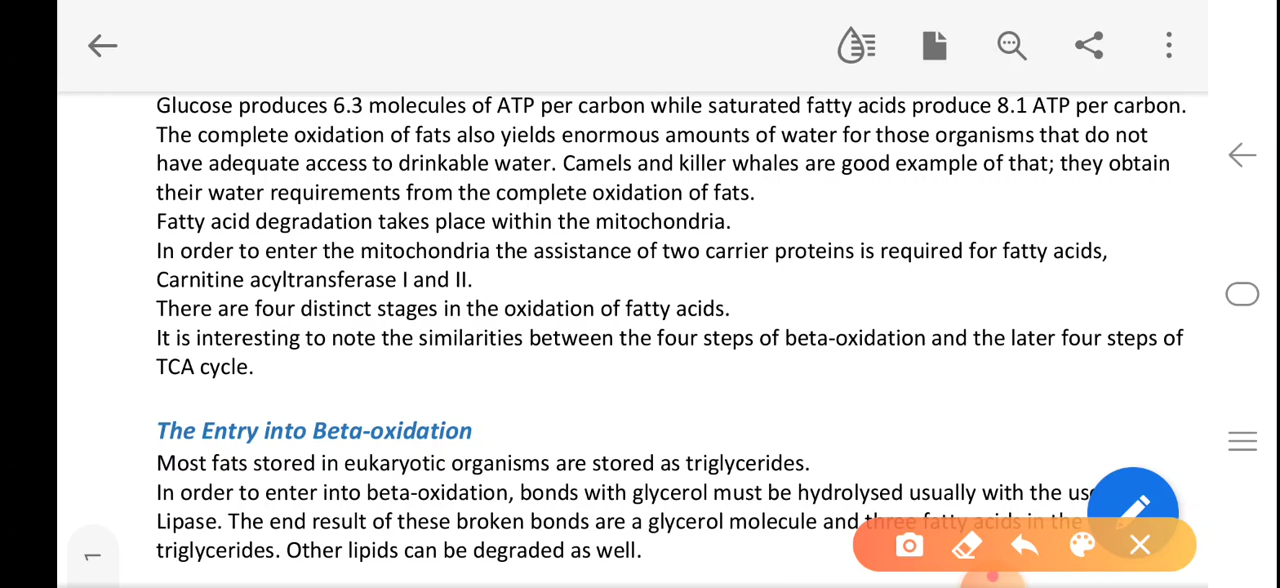 Glucose produces 6.3 molecules of ATP per carbon while saturated fatty acids produce 8.1 ATP per carbon.
The complete oxidation of fats also yields enormous amounts of water for those organisms that do not
have adequate access to drinkable water. Camels and killer whales are good example of that; they obtain
their water requirements from the complete oxidation of fats.
Fatty acid degradation takes place within the mitochondria.
In order to enter the mitochondria the assistance of two carrier proteins is required for fatty acids,
Carnitine acyltransferase I and II.
There are four distinct stages in the oxidation of fatty acids.
It is interesting to note the similarities between the four steps of beta-oxidation and the later four steps of
TCA cycle.
The Entry into Beta-oxidation
Most fats stored in eukaryotic organisms are stored as triglycerides.
In order to enter into beta-oxidation, bonds with glycerol must be hydrolysed usually with the
Lipase. The end result of these broken bonds are a glycerol molecule and three fatty acids in the
triglycerides. Other lipids can be degraded as well.
1